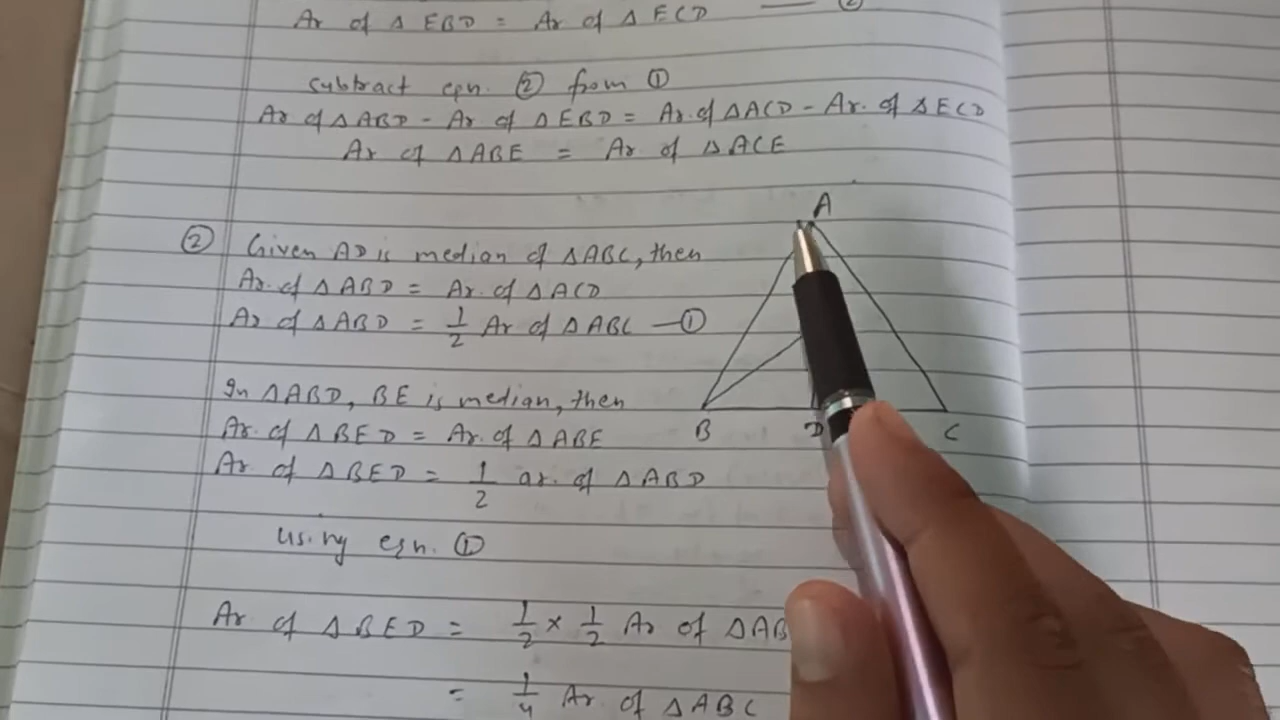 Ar of Δ EBD = Ar of Δ ECD — ②
Subtract eqn. ② from ①
Ar of Δ ABD - Ar of Δ EBD = Ar. of Δ ACD - Ar. of Δ ECD
Ar of Δ ABE = Ar of Δ ACE
A
② Given AD is median of Δ ABC, then
Ar. of Δ ABD = Ar. of Δ ACD
Ar of Δ ABD = 1/2 Ar of Δ ABC — ①
In Δ ABD, BE is median, then
B D C
Ar. of Δ BED = Ar. of Δ ABE
Ar of Δ BED = 1/2 ar. of Δ ABD
using eqn. ①
Ar of Δ BED = 1/2 × 1/2 Ar of Δ AB
= 1/4 Ar. of Δ ABC